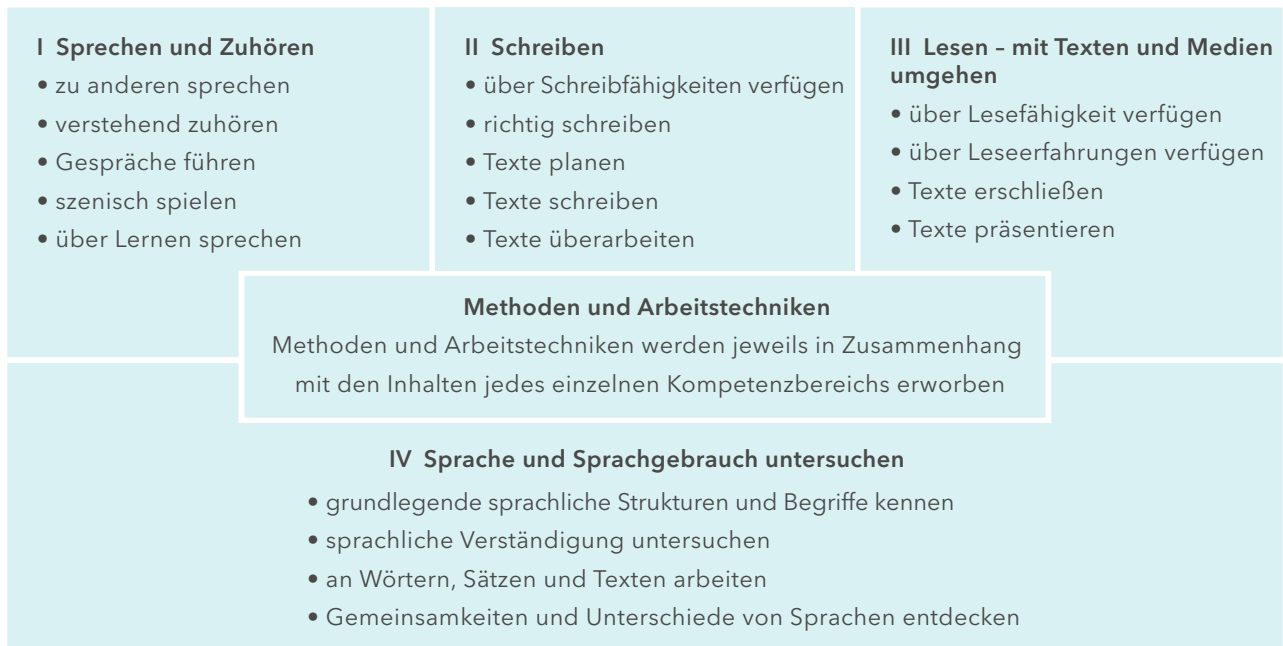 I Sprechen und Zuhören
• zu anderen sprechen
• verstehend zuhören
• Gespräche führen
• szenisch spielen
• über Lernen sprechen
II Schreiben
• über Schreibfähigkeiten verfügen
• richtig schreiben
• Texte planen
• Texte schreiben
• Texte überarbeiten
III Lesen – mit Texten und Medien
umgehen
• über Lesefähigkeit verfügen
• über Leseerfahrungen verfügen
• Texte erschließen
• Texte präsentieren
Methoden und Arbeitstechniken
Methoden und Arbeitstechniken werden jeweils in Zusammenhang
mit den Inhalten jedes einzelnen Kompetenzbereichs erworben
IV Sprache und Sprachgebrauch untersuchen
• grundlegende sprachliche Strukturen und Begriffe kennen
• sprachliche Verständigung untersuchen
• an Wörtern, Sätzen und Texten arbeiten
• Gemeinsamkeiten und Unterschiede von Sprachen entdecken